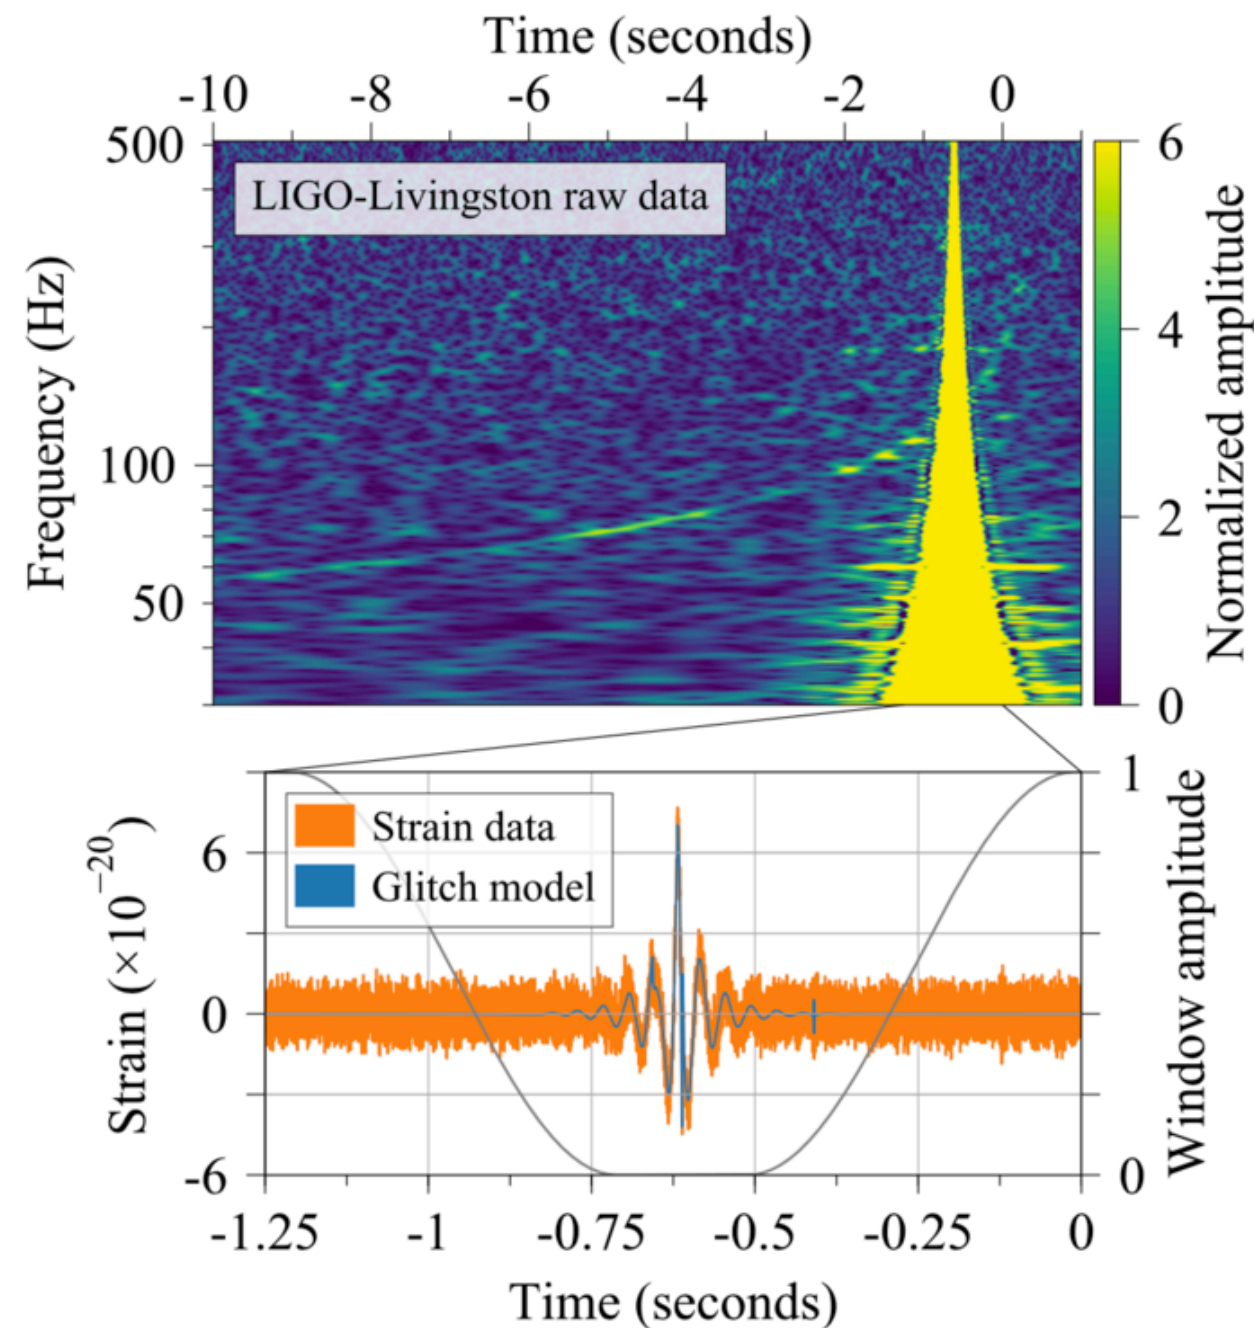 Time (seconds)
-10 -8 -6 -4 -2 0
500
100
50
Frequency (Hz)
LIGO-Livingston raw data
6
4
2
0
Normalized amplitude
Strain data
Glitch model
6
0
-6
Strain (×10⁻²⁰)
1
0
Window amplitude
-1.25 -1 -0.75 -0.5 -0.25 0
Time (seconds)